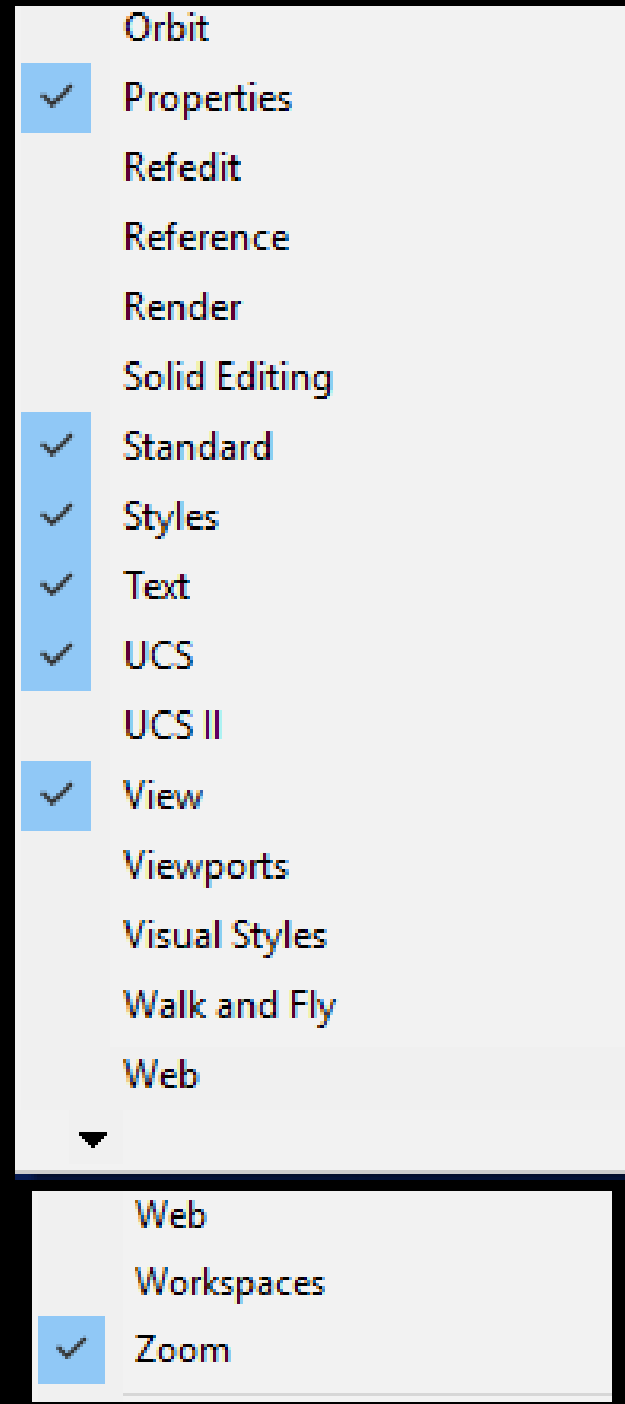 Orbit
Properties
Refedit
Reference
Render
Solid Editing
Standard
Styles
Text
UCS
UCS II
View
Viewports
Visual Styles
Walk and Fly
Web
Web
Workspaces
Zoom